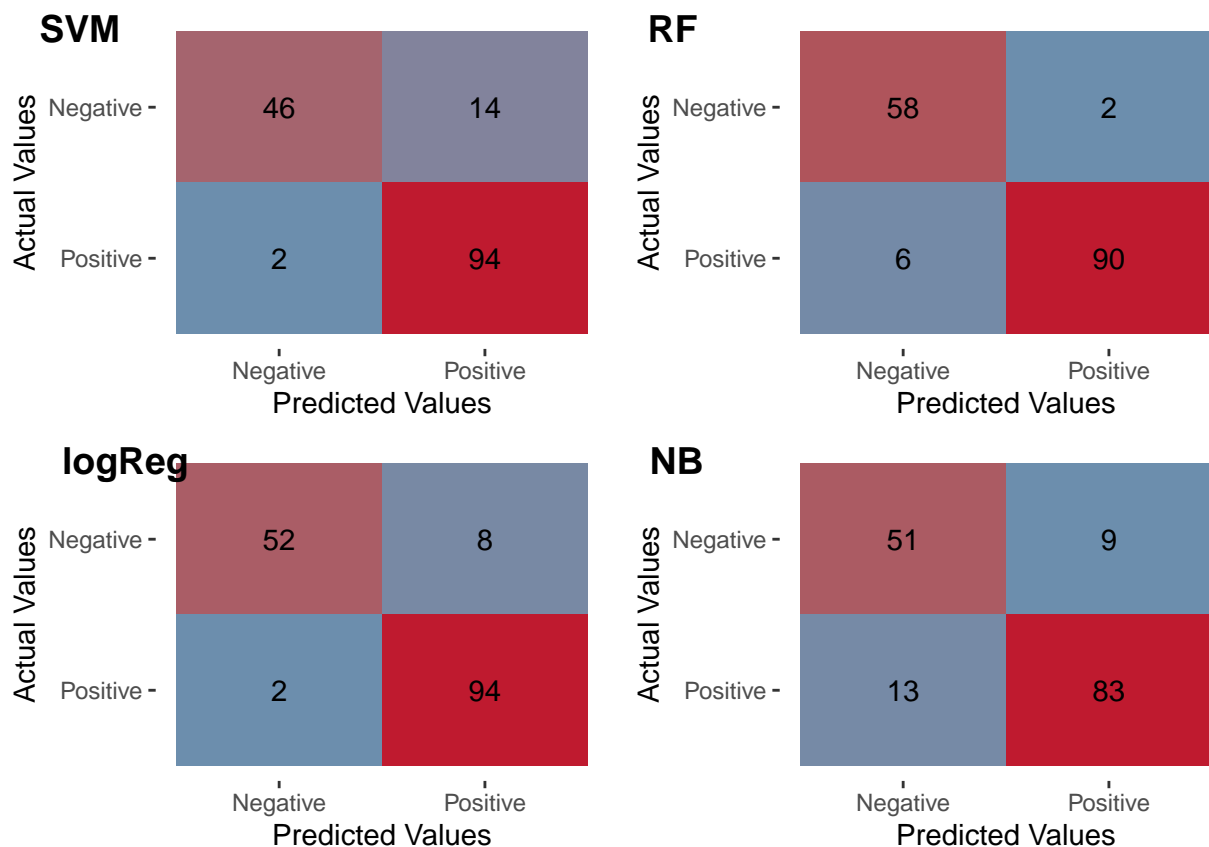 SVM
Actual Values
Negative
46
14
Positive
2
94
Negative
Positive
Predicted Values
RF
Actual Values
Negative
58
2
Positive
6
90
Negative
Positive
Predicted Values
logReg
Actual Values
Negative
52
8
Positive
2
94
Negative
Positive
Predicted Values
NB
Actual Values
Negative
51
9
Positive
13
83
Negative
Positive
Predicted Values